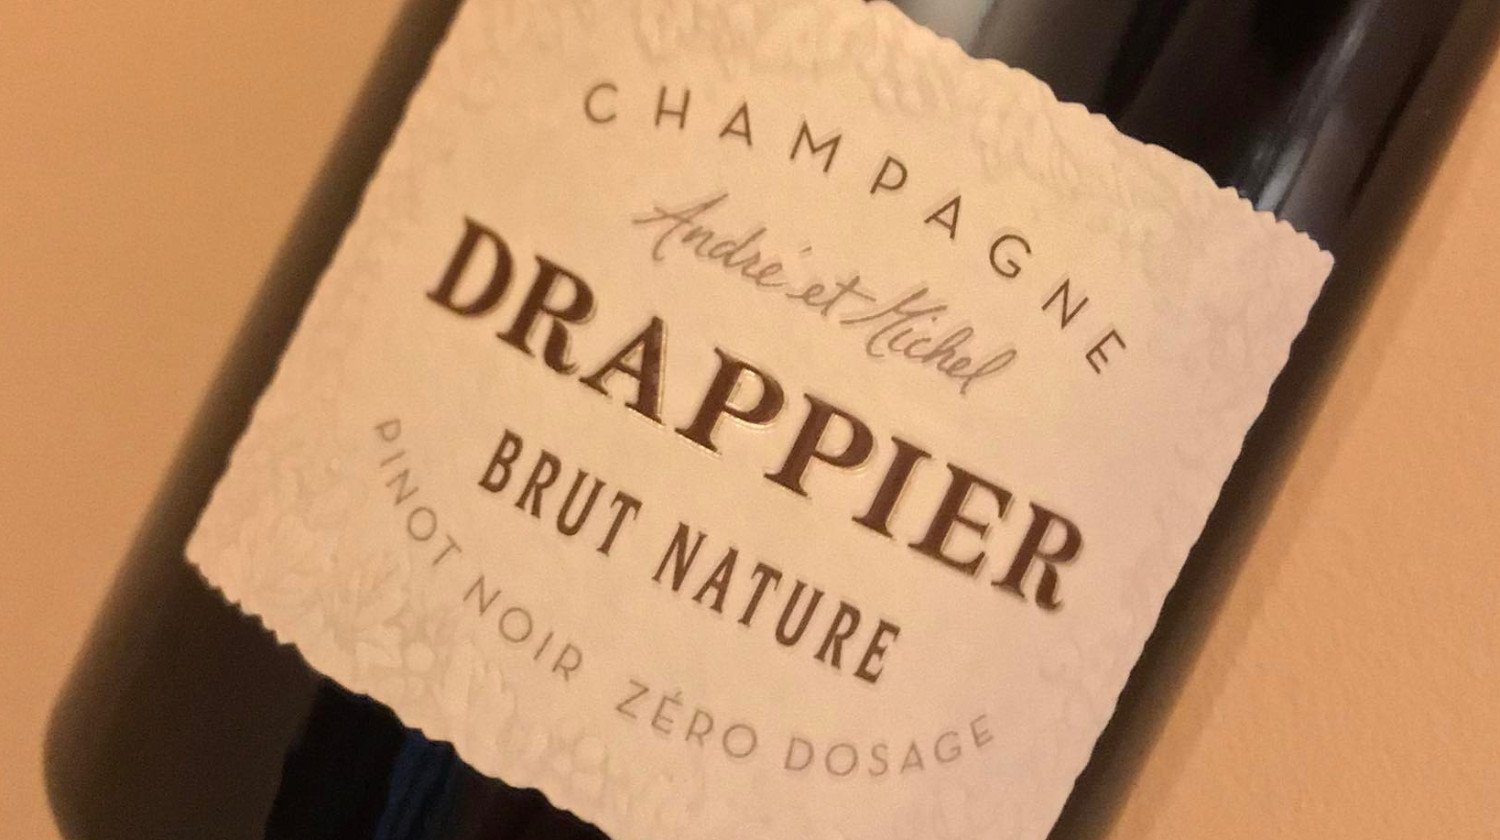 CHAMPAGNE
André et Michel
DRAPPIER
BRUT NATURE
PINOT NOIR ZÉRO DOSAGE